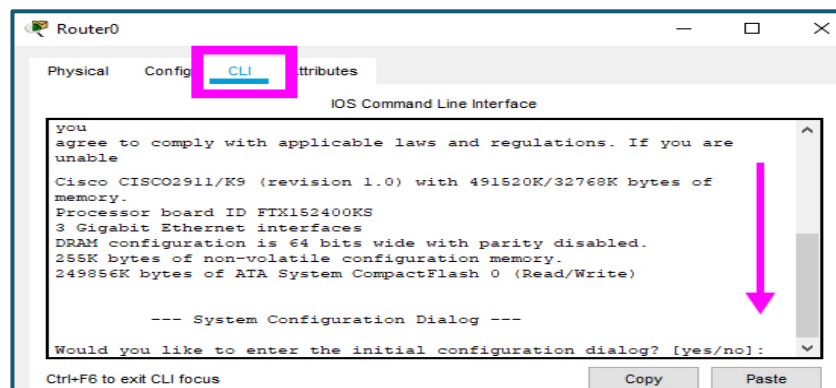 Router0
Physical Config CLI ttributes
IOS Command Line Interface
you
agree to comply with applicable laws and regulations. If you are
unable
Cisco CISCO2911/K9 (revision 1.0) with 491520K/32768K bytes of
memory.
Processor board ID FTX152400KS
3 Gigabit Ethernet interfaces
DRAM configuration is 64 bits wide with parity disabled.
255K bytes of non-volatile configuration memory.
249856K bytes of ATA System CompactFlash 0 (Read/Write)
--- System Configuration Dialog ---
Would you like to enter the initial configuration dialog? [yes/no]:
Ctrl+F6 to exit CLI focus
Copy Paste